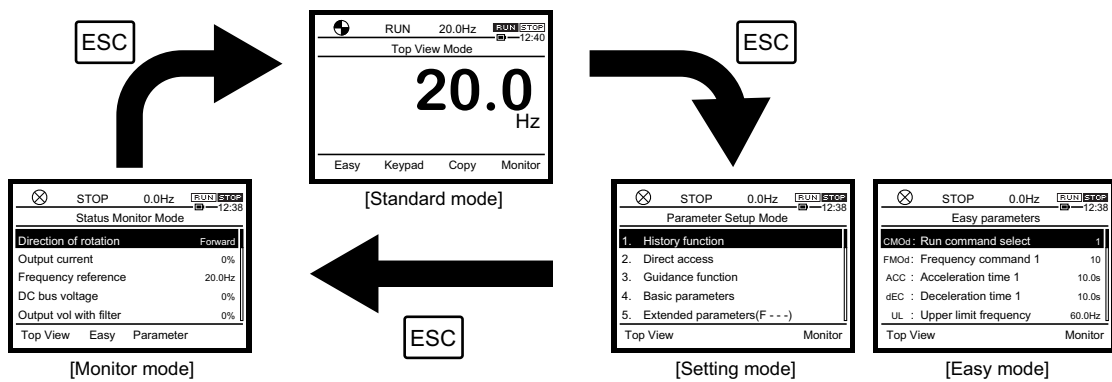 ESC
RUN 20.0Hz RUN STOP
12:40
Top View Mode
20.0
Hz
Easy Keypad Copy Monitor
[Standard mode]
ESC
STOP 0.0Hz RUN STOP
12:38
Status Monitor Mode
Direction of rotation Forward
Output current 0%
Frequency reference 20.0Hz
DC bus voltage 0%
Output vol with filter 0%
Top View Easy Parameter
[Monitor mode]
ESC
STOP 0.0Hz RUN STOP
12:38
Parameter Setup Mode
1. History function
2. Direct access
3. Guidance function
4. Basic parameters
5. Extended parameters(F - - -)
Top View Monitor
[Setting mode]
STOP 0.0Hz RUN STOP
12:38
Easy parameters
CMOd : Run command select 1
FMOd : Frequency command 1 10
ACC : Acceleration time 1 10.0s
dEC : Deceleration time 1 10.0s
UL : Upper limit frequency 60.0Hz
Top View Monitor
[Easy mode]